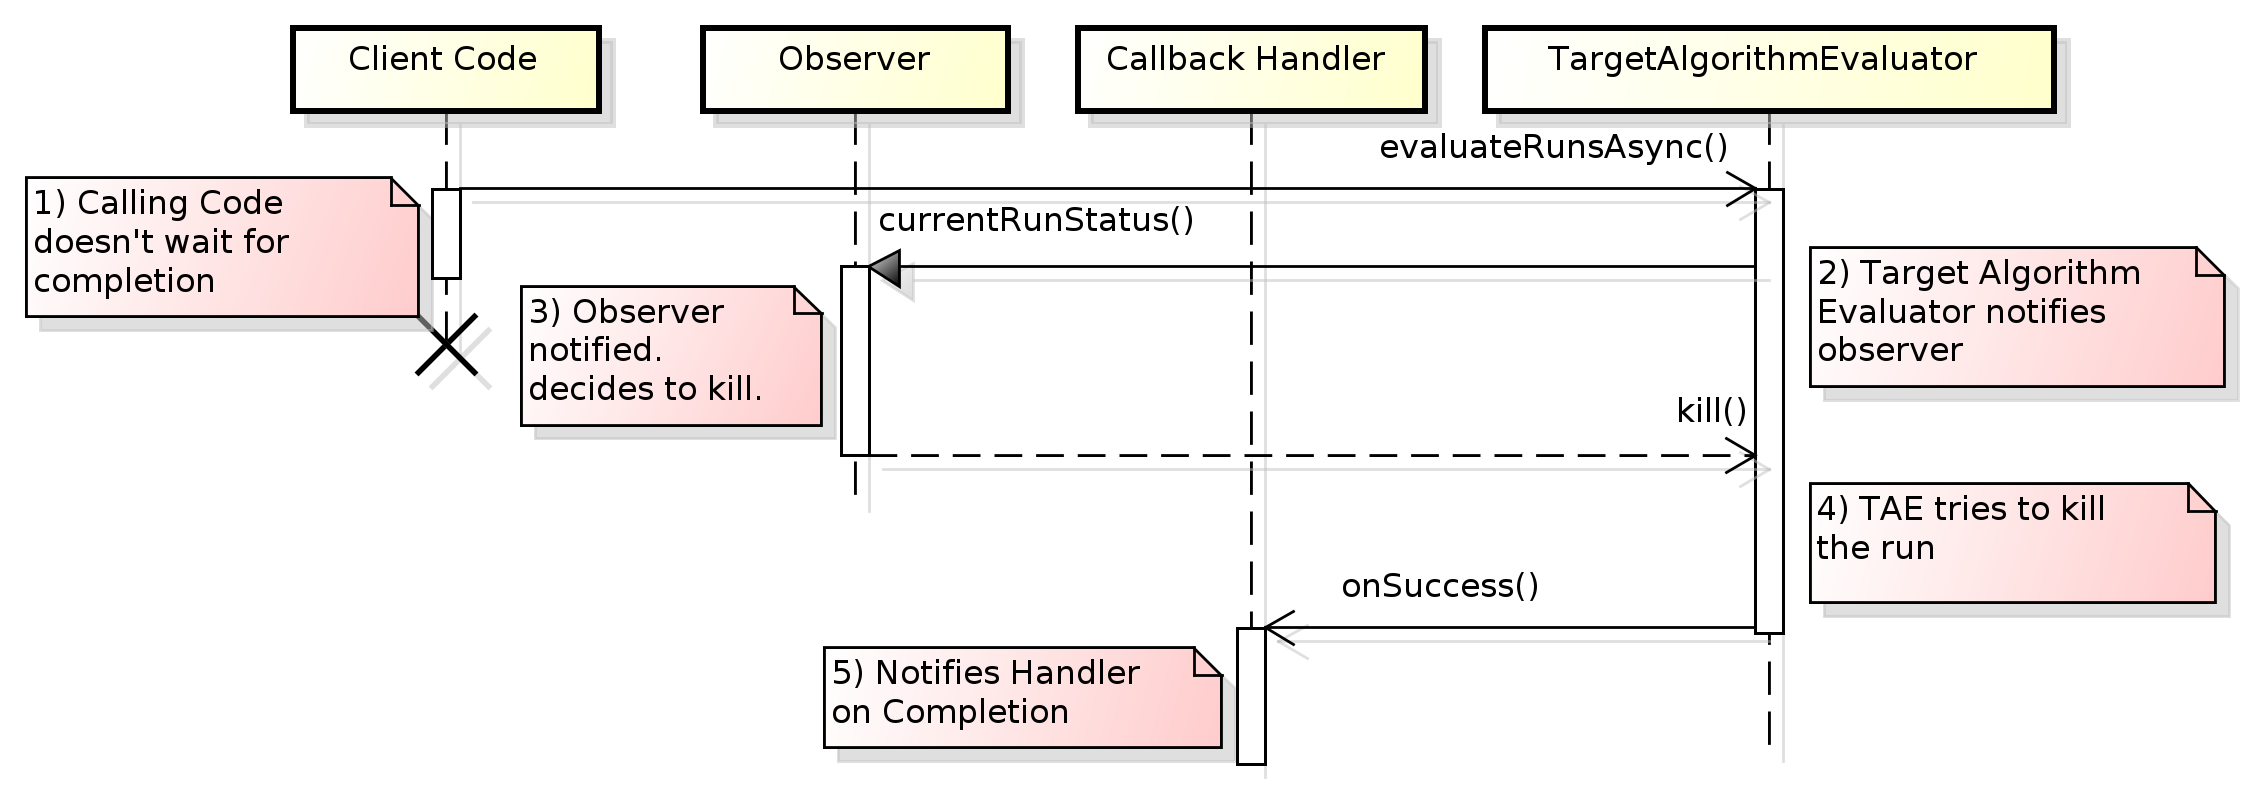 Client Code
Observer
Callback Handler
TargetAlgorithmEvaluator
evaluateRunsAsync()
1) Calling Code
doesn't wait for
completion
currentRunStatus()
2) Target Algorithm
Evaluator notifies
observer
3) Observer
notified.
decides to kill.
kill()
4) TAE tries to kill
the run
onSuccess()
5) Notifies Handler
on Completion